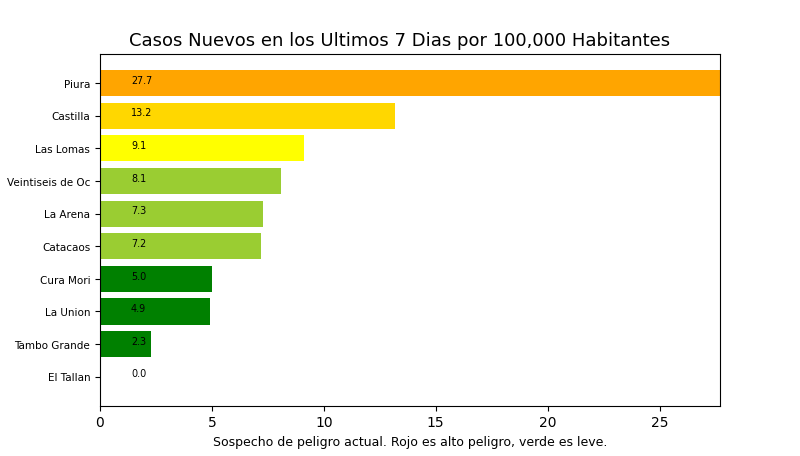 Casos Nuevos en los Ultimos 7 Dias por 100,000 Habitantes
Piura 27.7
Castilla 13.2
Las Lomas 9.1
Veintiseis de Oc 8.1
La Arena 7.3
Catacaos 7.2
Cura Mori 5.0
La Union 4.9
Tambo Grande 2.3
El Tallan 0.0
0 5 10 15 20 25
Sospecho de peligro actual. Rojo es alto peligro, verde es leve.